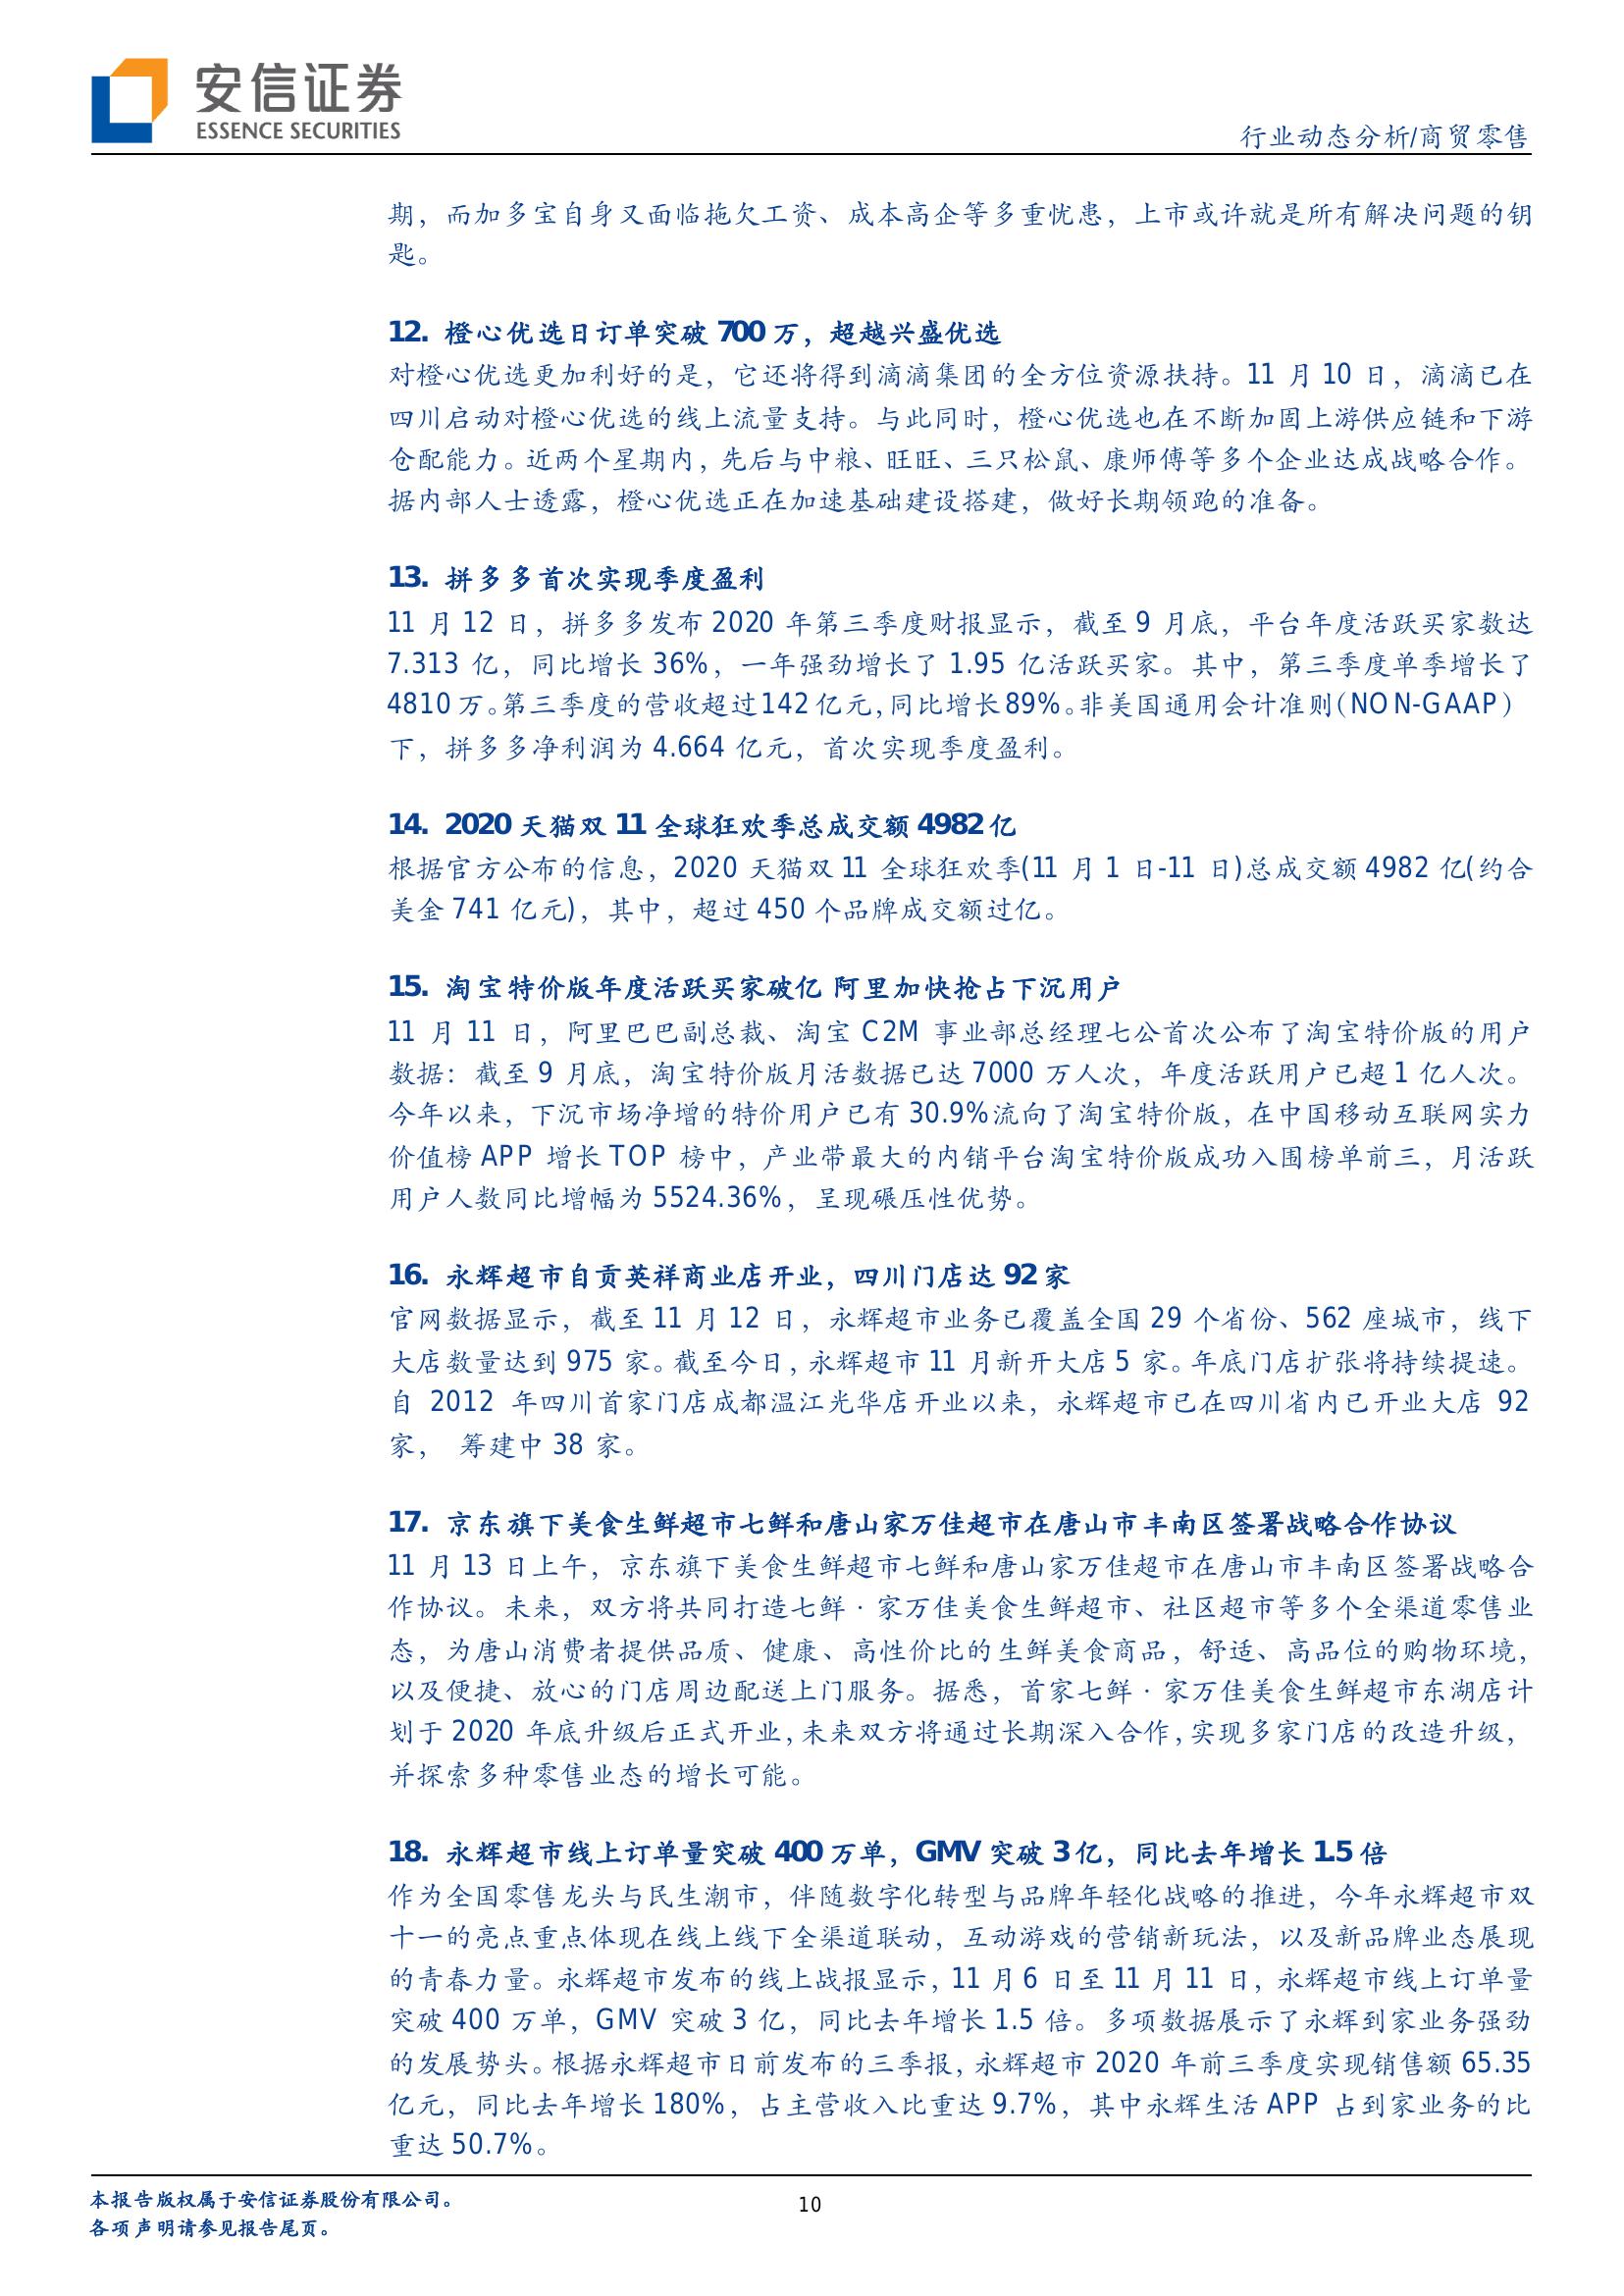 安信证券
ESSENCE SECURITIES
行业动态分析/商贸零售
期，而加多宝自身又面临拖欠工资、成本高企等多重忧患，上市或许就是所有解决问题的钥
匙。
12. 橙心优选日订单突破 700 万，超越兴盛优选
对橙心优选更加利好的是，它还将得到滴滴集团的全方位资源扶持。11 月 10 日，滴滴已在
四川启动对橙心优选的线上流量支持。与此同时，橙心优选也在不断加固上游供应链和下游
仓配能力。近两个星期内，先后与中粮、旺旺、三只松鼠、康师傅等多个企业达成战略合作。
据内部人士透露，橙心优选正在加速基础建设搭建，做好长期领跑的准备。
13. 拼多多首次实现季度盈利
11 月 12 日，拼多多发布 2020 年第三季度财报显示，截至 9 月底，平台年度活跃买家数达
7.313 亿，同比增长 36%，一年强劲增长了 1.95 亿活跃买家。其中，第三季度单季增长了
4810 万。第三季度的营收超过 142 亿元，同比增长 89%。非美国通用会计准则（NON-GAAP）
下，拼多多净利润为 4.664 亿元，首次实现季度盈利。
14. 2020 天猫双 11 全球狂欢季总成交额 4982 亿
根据官方公布的信息，2020 天猫双 11 全球狂欢季(11 月 1 日-11 日)总成交额 4982 亿(约合
美金 741 亿元)，其中，超过 450 个品牌成交额过亿。
15. 淘宝特价版年度活跃买家破亿 阿里加快抢占下沉用户
11 月 11 日，阿里巴巴副总裁、淘宝 C2M 事业部总经理七公首次公布了淘宝特价版的用户
数据：截至 9 月底，淘宝特价版月活数据已达 7000 万人次，年度活跃用户已超 1 亿人次。
今年以来，下沉市场净增的特价用户已有 30.9%流向了淘宝特价版，在中国移动互联网实力
价值榜 APP 增长 TOP 榜中，产业带最大的内销平台淘宝特价版成功入围榜单前三，月活跃
用户人数同比增幅为 5524.36%，呈现碾压性优势。
16. 永辉超市自贡英祥商业店开业，四川门店达 92 家
官网数据显示，截至 11 月 12 日，永辉超市业务已覆盖全国 29 个省份、562 座城市，线下
大店数量达到 975 家。截至今日，永辉超市 11 月新开大店 5 家。年底门店扩张将持续提速。
自 2012 年四川首家门店成都温江光华店开业以来，永辉超市已在四川省内已开业大店 92
家， 筹建中 38 家。
17. 京东旗下美食生鲜超市七鲜和唐山家万佳超市在唐山市丰南区签署战略合作协议
11 月 13 日上午，京东旗下美食生鲜超市七鲜和唐山家万佳超市在唐山市丰南区签署战略合
作协议。未来，双方将共同打造七鲜·家万佳美食生鲜超市、社区超市等多个全渠道零售业
态，为唐山消费者提供品质、健康、高性价比的生鲜美食商品，舒适、高品位的购物环境，
以及便捷、放心的门店周边配送上门服务。据悉，首家七鲜·家万佳美食生鲜超市东湖店计
划于 2020 年底升级后正式开业，未来双方将通过长期深入合作，实现多家门店的改造升级，
并探索多种零售业态的增长可能。
18. 永辉超市线上订单量突破 400 万单，GMV 突破 3 亿，同比去年增长 1.5 倍
作为全国零售龙头与民生潮市，伴随数字化转型与品牌年轻化战略的推进，今年永辉超市双
十一的亮点重点体现在线上线下全渠道联动，互动游戏的营销新玩法，以及新品牌业态展现
的青春力量。永辉超市发布的线上战报显示，11 月 6 日至 11 月 11 日，永辉超市线上订单量
突破 400 万单，GMV 突破 3 亿，同比去年增长 1.5 倍。多项数据展示了永辉到家业务强劲
的发展势头。根据永辉超市日前发布的三季报，永辉超市 2020 年前三季度实现销售额 65.35
亿元，同比去年增长 180%，占主营收入比重达 9.7%，其中永辉生活 APP 占到家业务的比
重达 50.7%。
本报告版权属于安信证券股份有限公司。
各项声明请参见报告尾页。
10